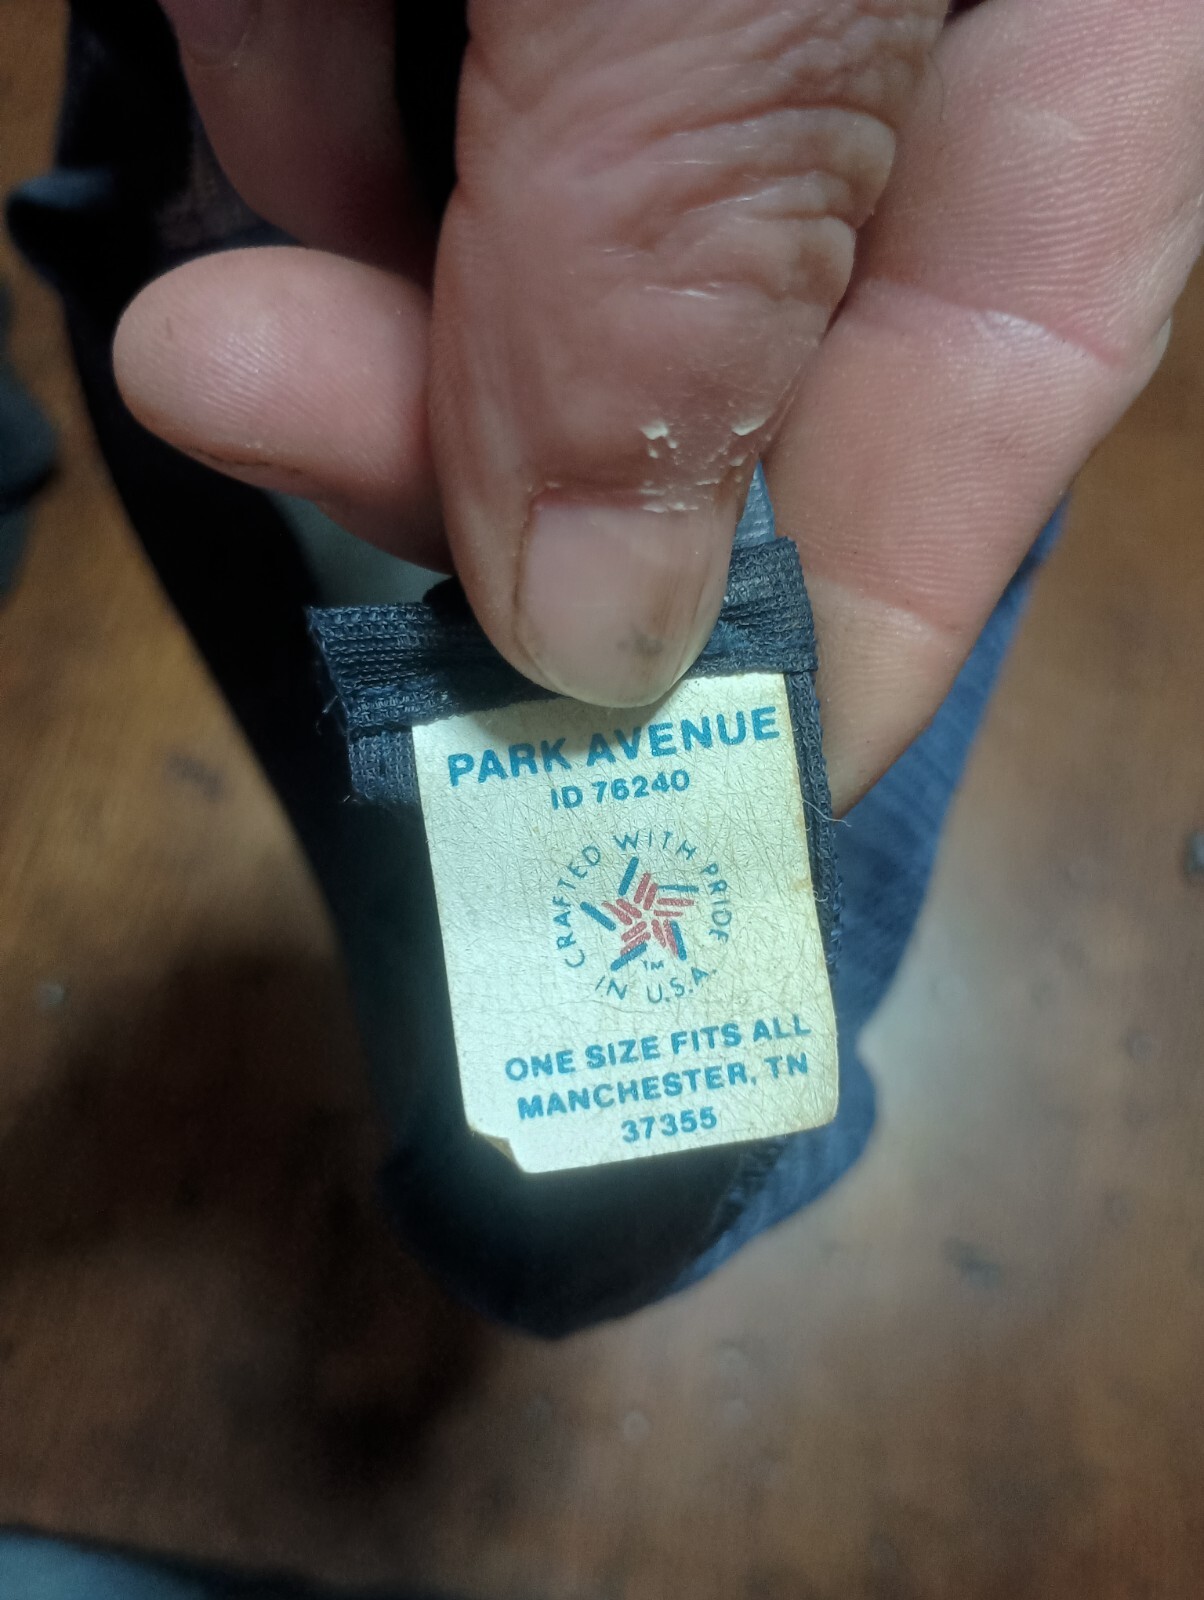 PARK AVENUE
ID 76240
CRAFTED WITH PRIDE
IN U.S.A.
TM
ONE SIZE FITS ALL
MANCHESTER, TN
37355